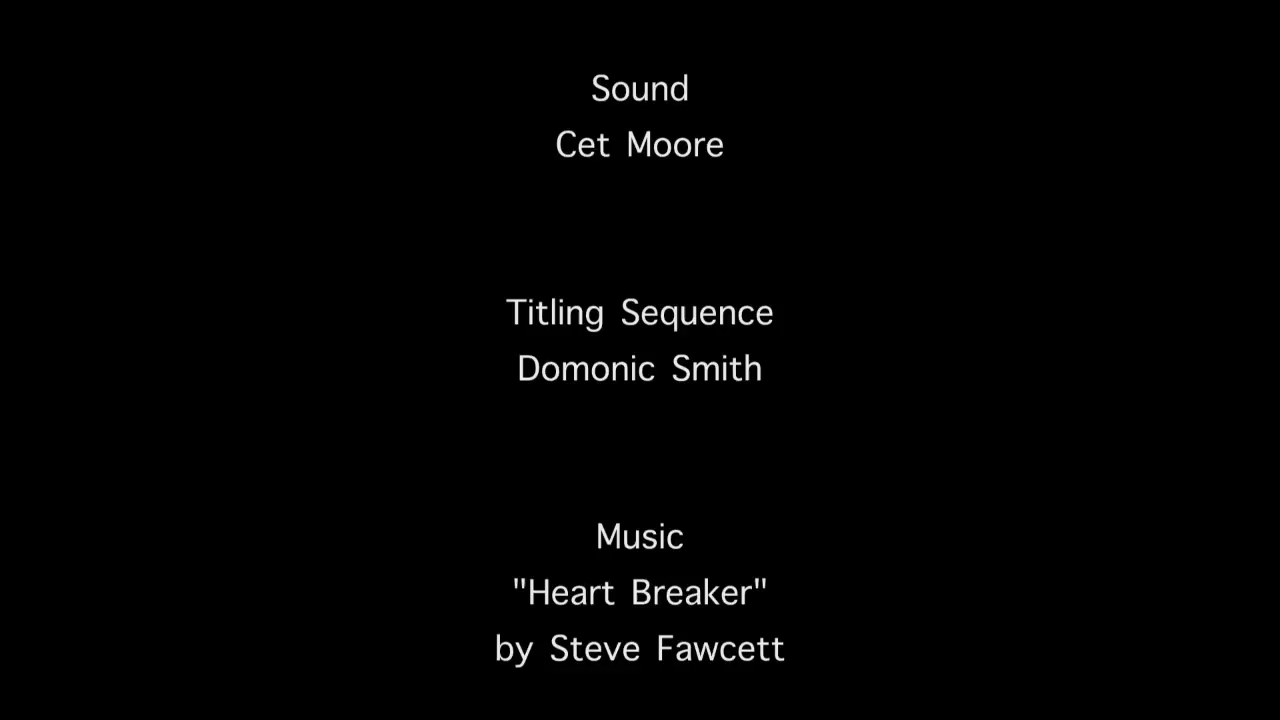 Sound
Cet Moore
Titling Sequence
Domonic Smith
Music
"Heart Breaker"
by Steve Fawcett